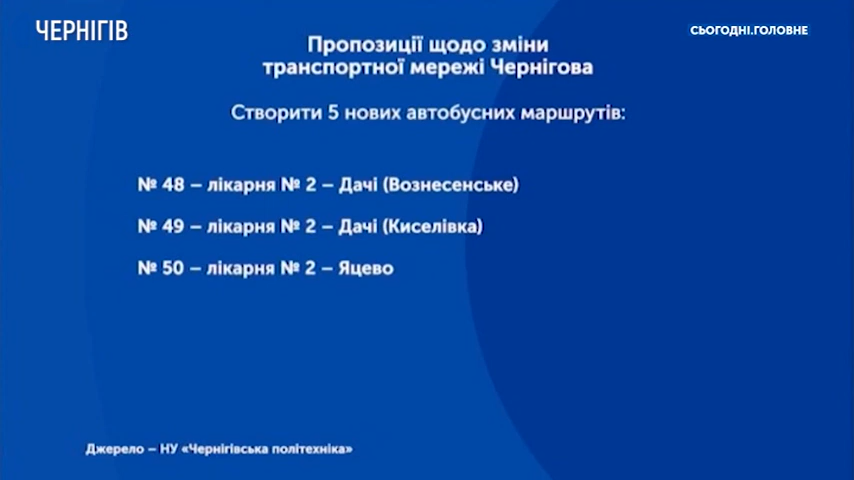 ЧЕРНІГІВ
СЬОГОДНІ.ГОЛОВНЕ
Пропозиції щодо зміни
транспортної мережі Чернігова
Створити 5 нових автобусних маршрутів:
№ 48 – лікарня № 2 – Дачі (Вознесенське)
№ 49 – лікарня № 2 – Дачі (Киселівка)
№ 50 – лікарня № 2 – Яцево
Джерело – НУ «Чернігівська політехніка»